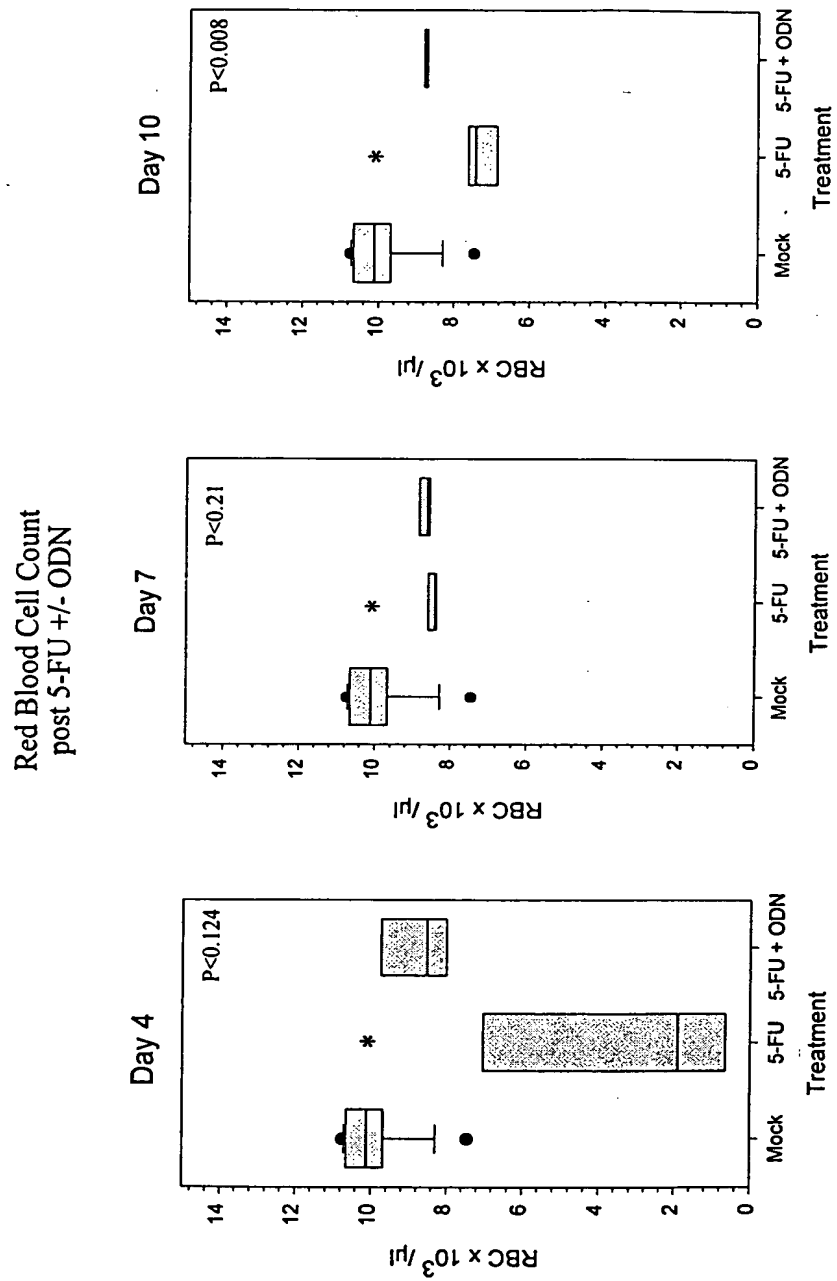 Red Blood Cell Count
post 5-FU +/- ODN
Day 4
P<0.124
*
14
12
10
8
6
4
2
0
RBC x 10³/µl
Mock
5-FU
5-FU + ODN
Treatment
Day 7
P<0.21
*
14
12
10
8
6
4
2
0
RBC x 10³/µl
Mock
5-FU
5-FU + ODN
Treatment
Day 10
P<0.008
*
14
12
10
8
6
4
2
0
RBC x 10³/µl
Mock
5-FU
5-FU + ODN
Treatment